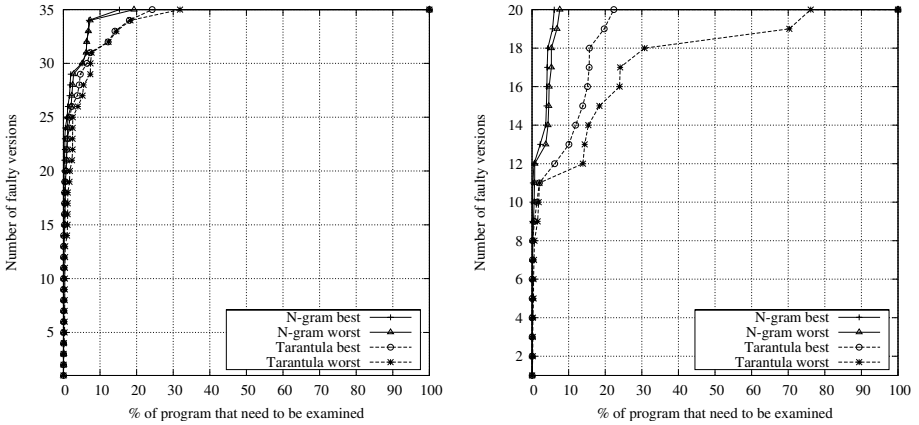 35
30
25
20
15
10
5
Number of faulty versions
0 10 20 30 40 50 60 70 80 90 100
% of program that need to be examined
N-gram best
N-gram worst
Tarantula best
Tarantula worst
20
18
16
14
12
10
8
6
4
2
Number of faulty versions
0 10 20 30 40 50 60 70 80 90 100
% of program that need to be examined
N-gram best
N-gram worst
Tarantula best
Tarantula worst